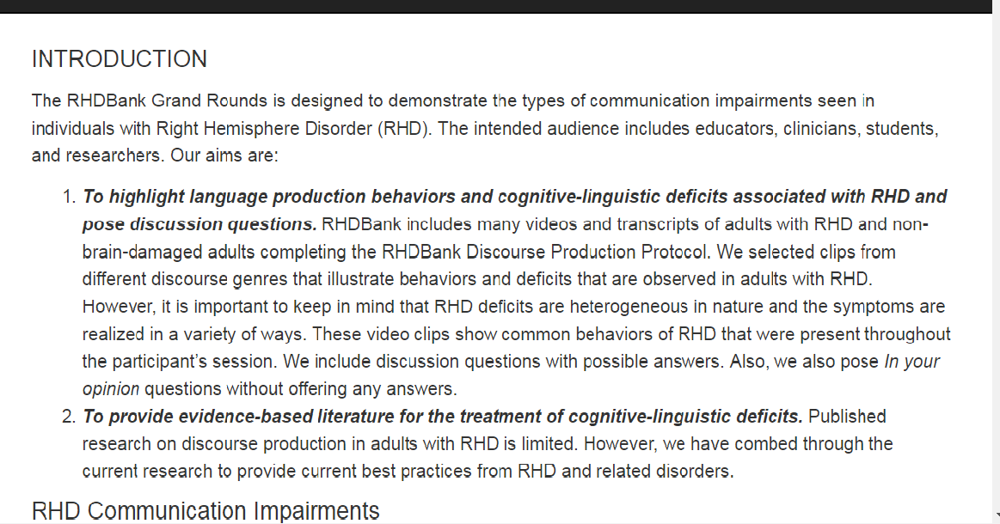 INTRODUCTION
The RHDBank Grand Rounds is designed to demonstrate the types of communication impairments seen in
individuals with Right Hemisphere Disorder (RHD). The intended audience includes educators, clinicians, students,
and researchers. Our aims are:
1. To highlight language production behaviors and cognitive-linguistic deficits associated with RHD and
pose discussion questions. RHDBank includes many videos and transcripts of adults with RHD and non-
brain-damaged adults completing the RHDBank Discourse Production Protocol. We selected clips from
different discourse genres that illustrate behaviors and deficits that are observed in adults with RHD.
However, it is important to keep in mind that RHD deficits are heterogeneous in nature and the symptoms are
realized in a variety of ways. These video clips show common behaviors of RHD that were present throughout
the participant’s session. We include discussion questions with possible answers. Also, we also pose In your
opinion questions without offering any answers.
2. To provide evidence-based literature for the treatment of cognitive-linguistic deficits. Published
research on discourse production in adults with RHD is limited. However, we have combed through the
current research to provide current best practices from RHD and related disorders.
RHD Communication Impairments